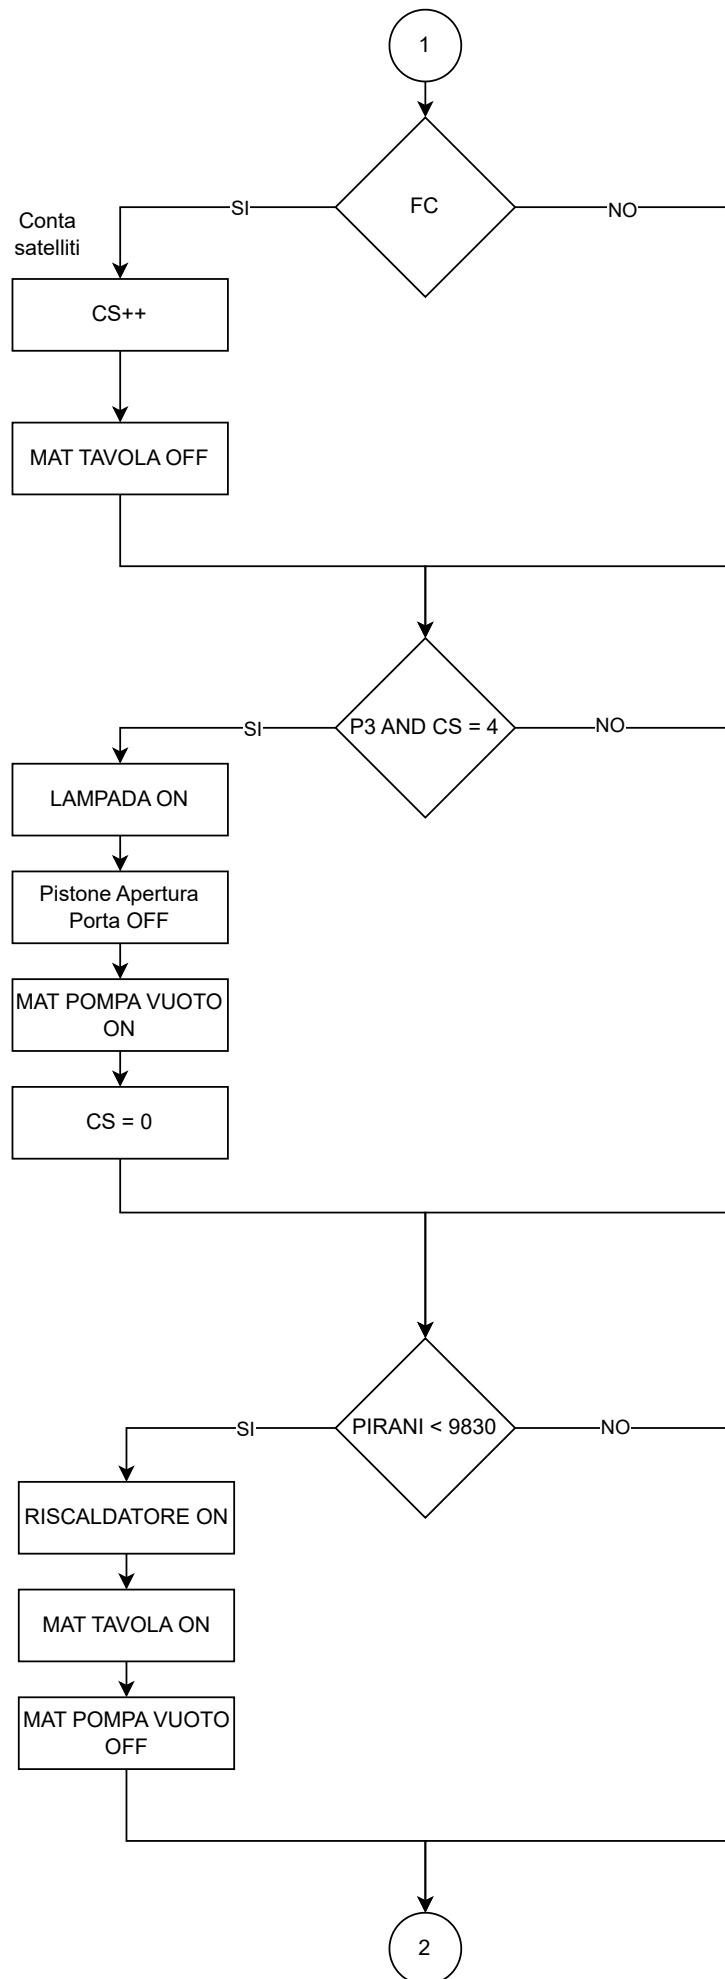 1
FC
SI
NO
Conta
satelliti
CS++
MAT TAVOLA OFF
P3 AND CS = 4
SI
NO
LAMPADA ON
Pistone Apertura
Porta OFF
MAT POMPA VUOTO
ON
CS = 0
PIRANI < 9830
SI
NO
RISCALDATORE ON
MAT TAVOLA ON
MAT POMPA VUOTO
OFF
2